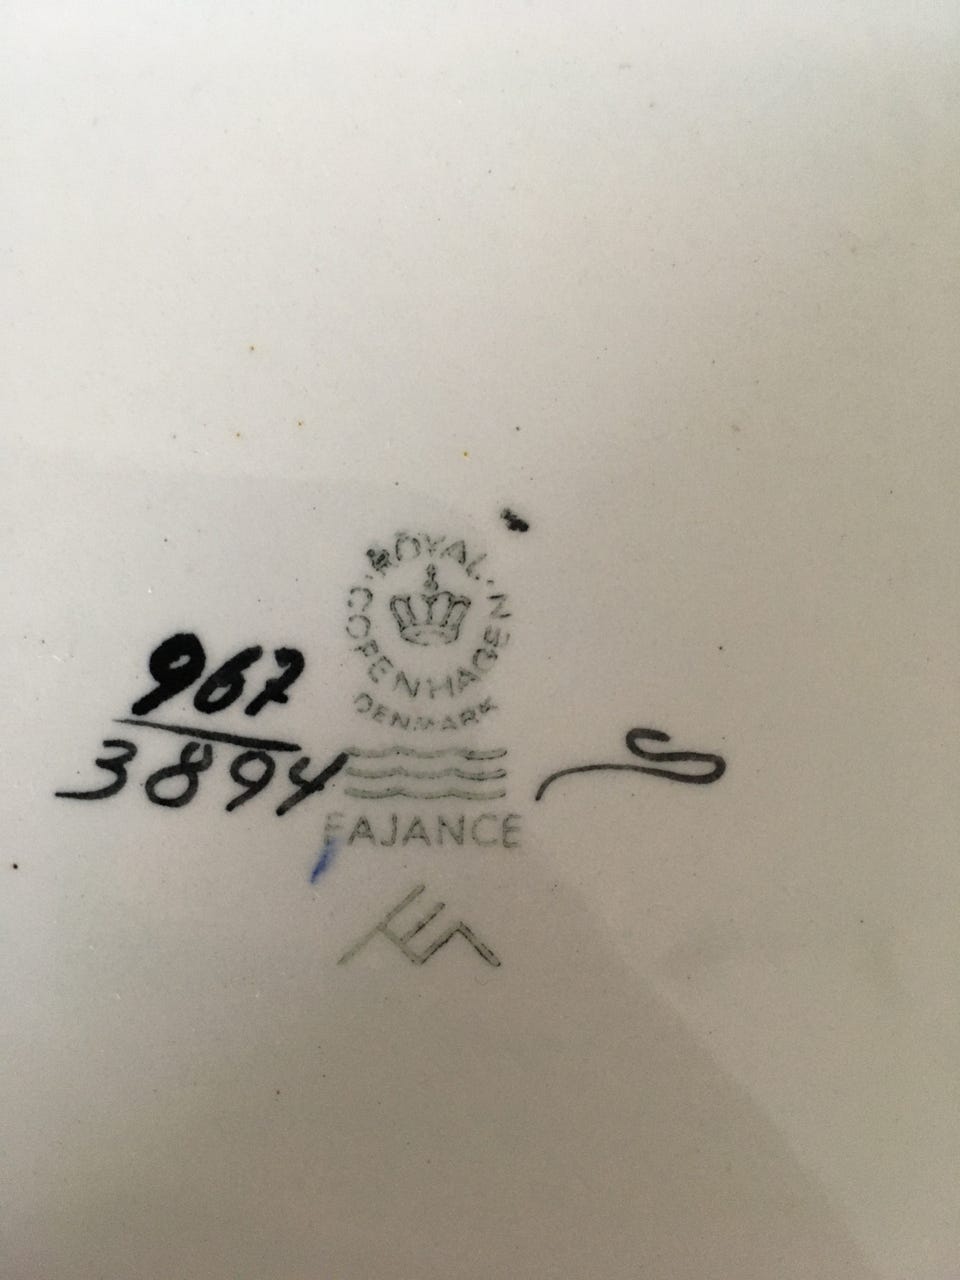 ROYAL COPENHAGEN
DENMARK
967
3894
FAJANCE